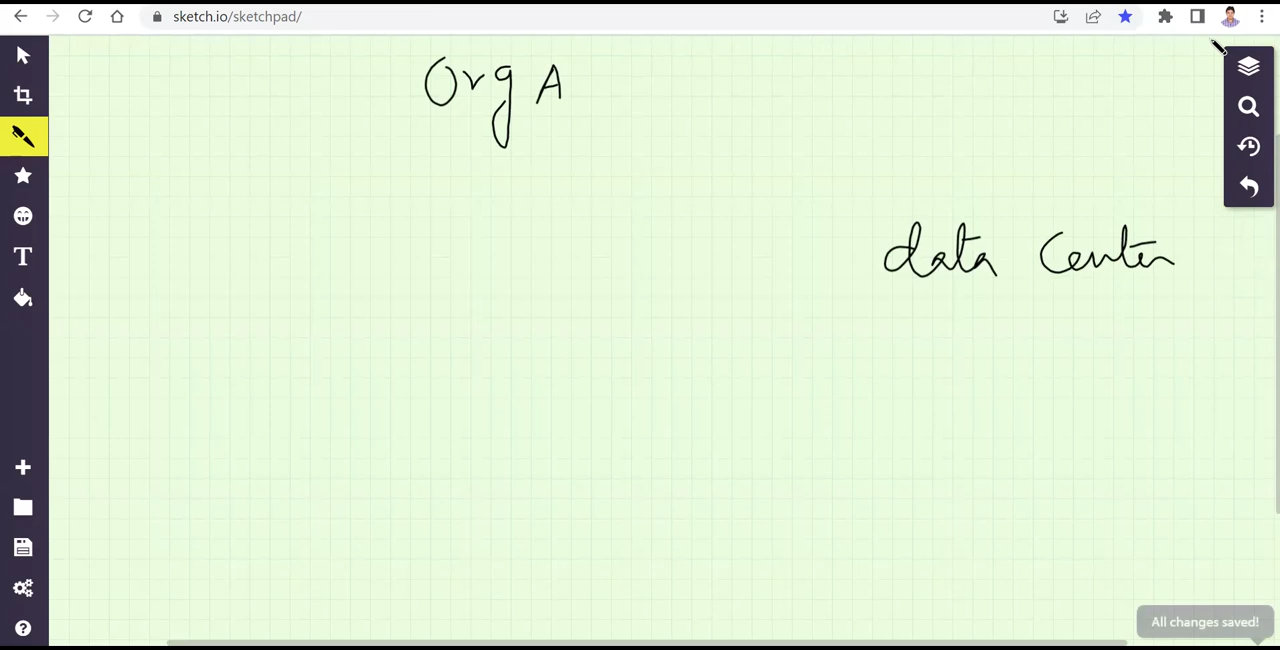 sketch.io/sketchpad/
Org A
data Center
T
All changes saved!
?